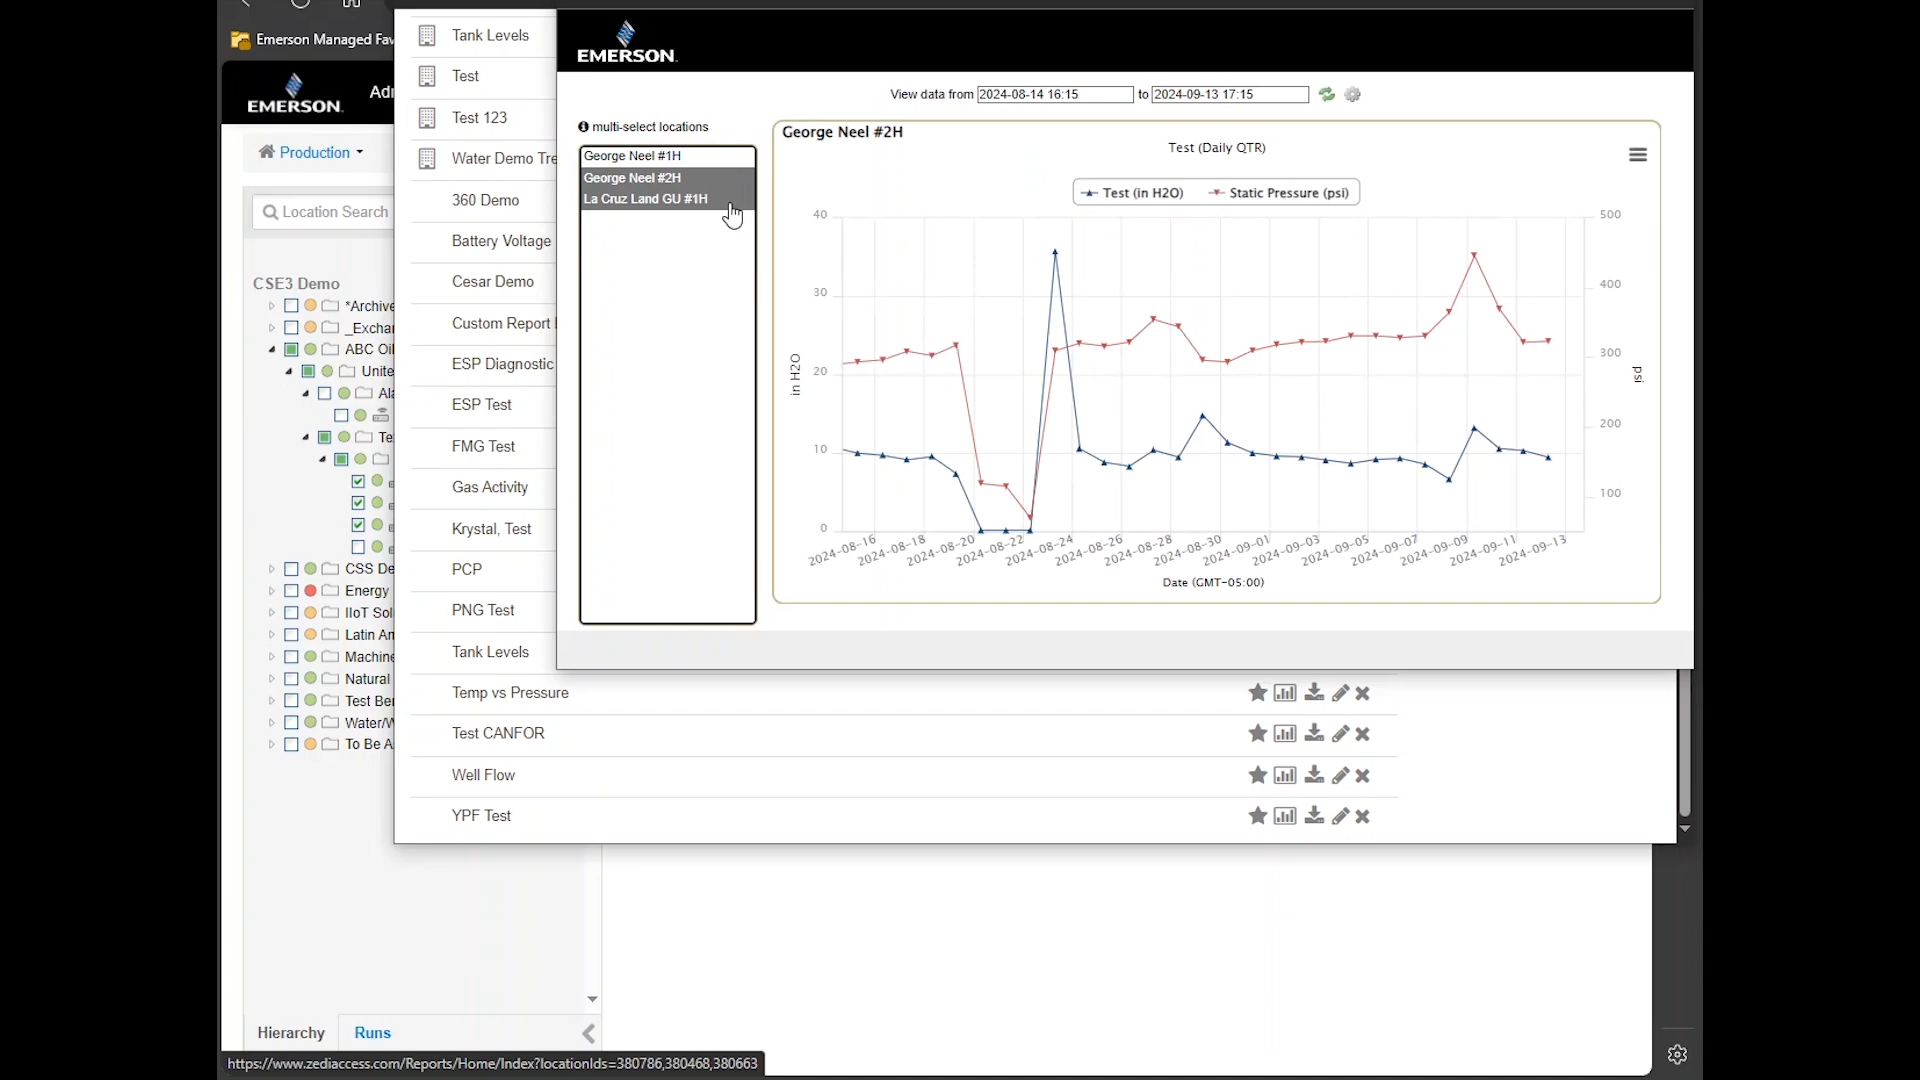 Emerson Managed Fav
EMERSON.
Adm
Production
Location Search
CSE3 Demo
*Archive
_Exchan
ABC Oil
Unite
Ala
Te
CSS De
Energy
IIoT Sol
Latin Am
Machine
Natural
Test Ben
Water/W
To Be A
Hierarchy
Runs
https://www.zediaccess.com/Reports/Home/Index?locationIds=380786,380468,380663
Tank Levels
Test
Test 123
Water Demo Tre
360 Demo
Battery Voltage
Cesar Demo
Custom Report
ESP Diagnostic
ESP Test
FMG Test
Gas Activity
Krystal, Test
PCP
PNG Test
Tank Levels
Temp vs Pressure
Test CANFOR
Well Flow
YPF Test
EMERSON.
View data from 2024-08-14 16:15 to 2024-09-13 17:15
multi-select locations
George Neel #1H
George Neel #2H
La Cruz Land GU #1H
George Neel #2H
Test (Daily QTR)
Test (in H2O) Static Pressure (psi)
40
30
20
10
0
in H2O
500
400
300
200
100
psi
2024-08-16 2024-08-18 2024-08-20 2024-08-22 2024-08-24 2024-08-26 2024-08-28 2024-08-30 2024-09-01 2024-09-03 2024-09-05 2024-09-07 2024-09-09 2024-09-11 2024-09-13
Date (GMT-05:00)